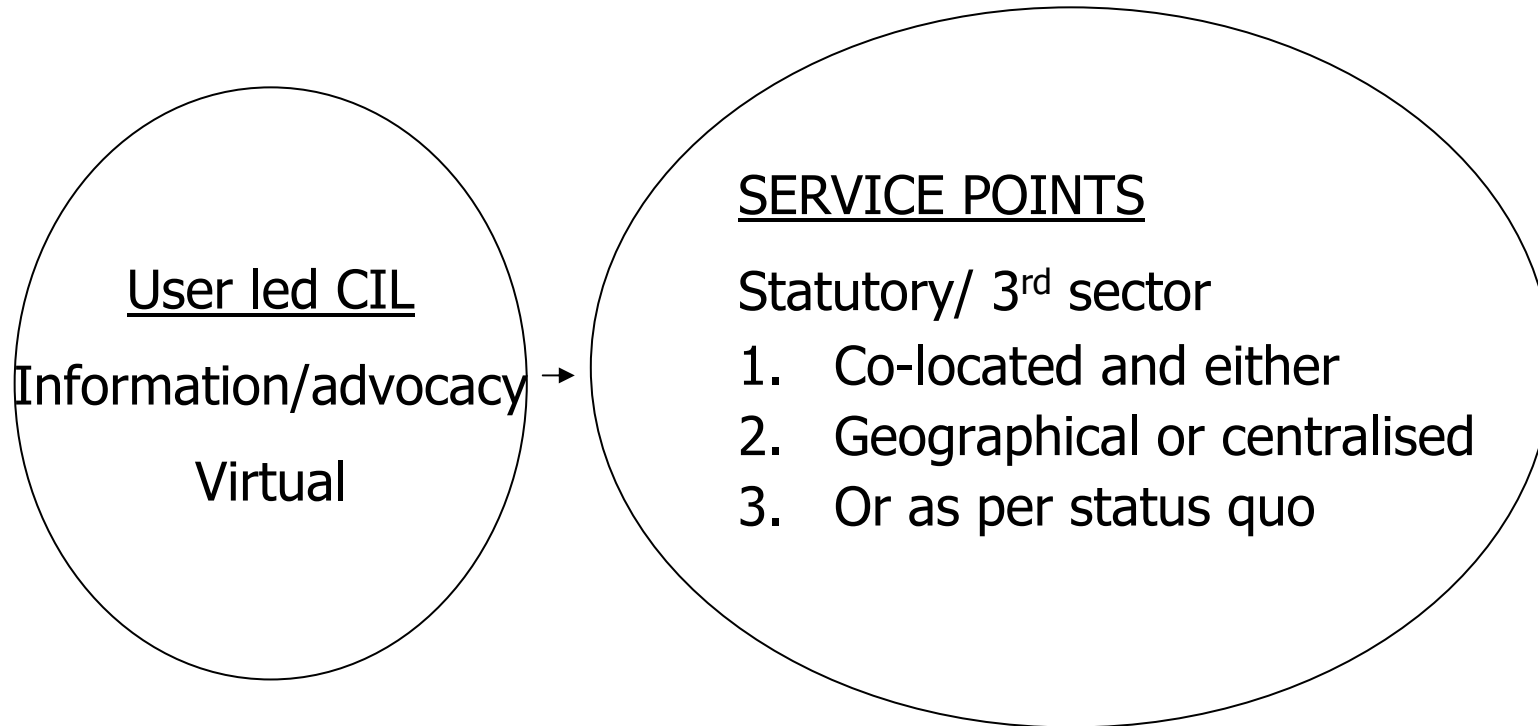 User led CIL
Information/advocacy
Virtual
SERVICE POINTS
Statutory/ 3rd sector
1. Co-located and either
2. Geographical or centralised
3. Or as per status quo